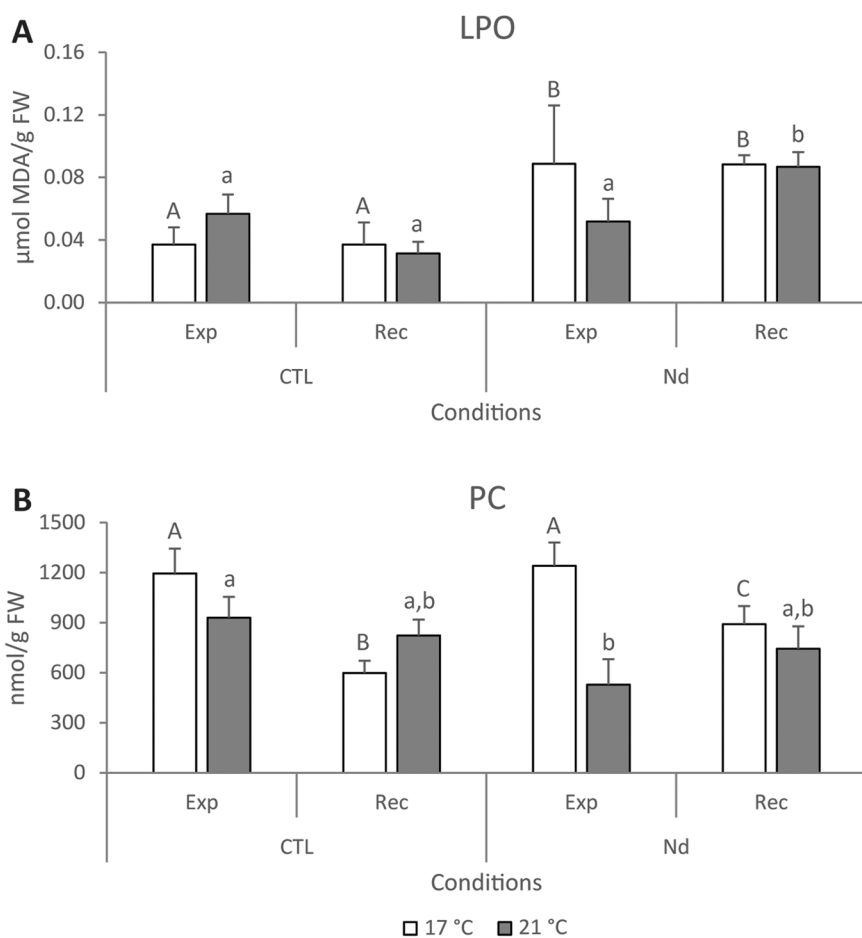 A
LPO
0.16
0.12
0.08
0.04
0.00
µmol MDA/g FW
A
a
A
a
B
a
B
b
Exp
Rec
Exp
Rec
CTL
Nd
Conditions
B
PC
1500
1200
900
600
300
0
nmol/g FW
A
a
B
a,b
A
b
C
a,b
Exp
Rec
Exp
Rec
CTL
Nd
Conditions
17 °C
21 °C